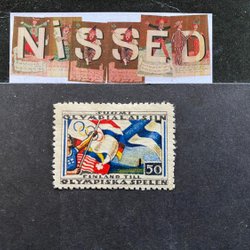 NiSSED
SUOMI
OLYMPIALAISIIN
50
FINLAND TILL
OLYMPISKA SPELEN